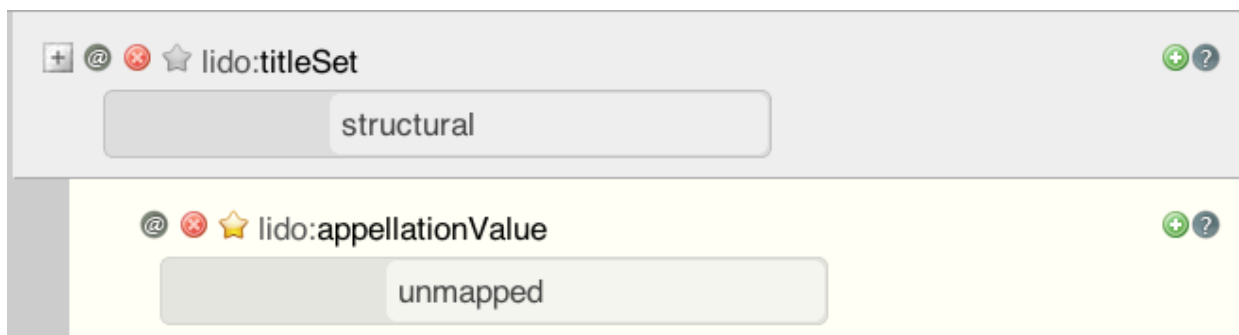 @ lido:titleSet ?
structural
@ lido:appellationValue ?
unmapped